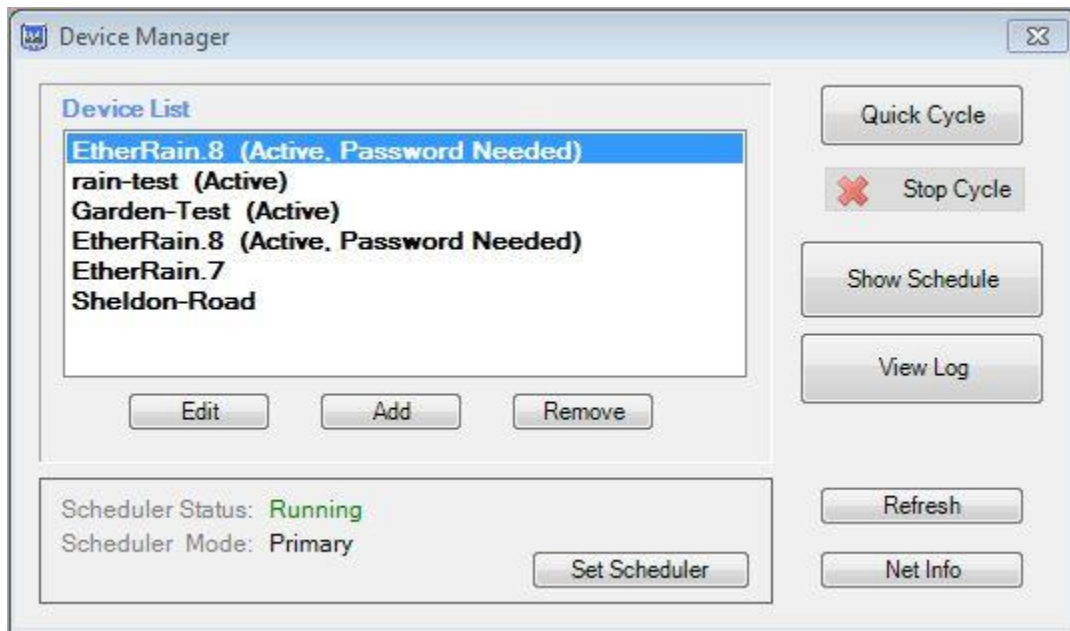 Device Manager
Device List
EtherRain.8 (Active, Password Needed)
rain-test (Active)
Garden-Test (Active)
EtherRain.8 (Active, Password Needed)
EtherRain.7
Sheldon-Road
Edit
Add
Remove
Quick Cycle
Stop Cycle
Show Schedule
View Log
Scheduler Status: Running
Scheduler Mode: Primary
Set Scheduler
Refresh
Net Info